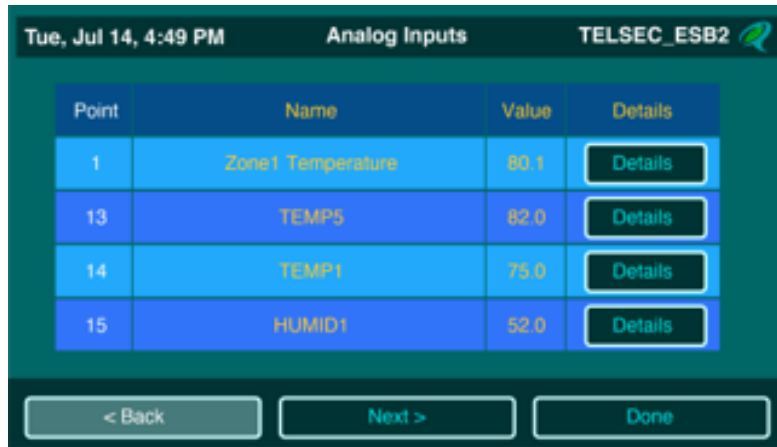 Tue, Jul 14, 4:49 PM Analog Inputs TELSEC_ESB2
Point Name Value Details
1 Zone1 Temperature 80.1 Details
13 TEMP5 82.0 Details
14 TEMP1 75.0 Details
15 HUMID1 52.0 Details
< Back Next > Done